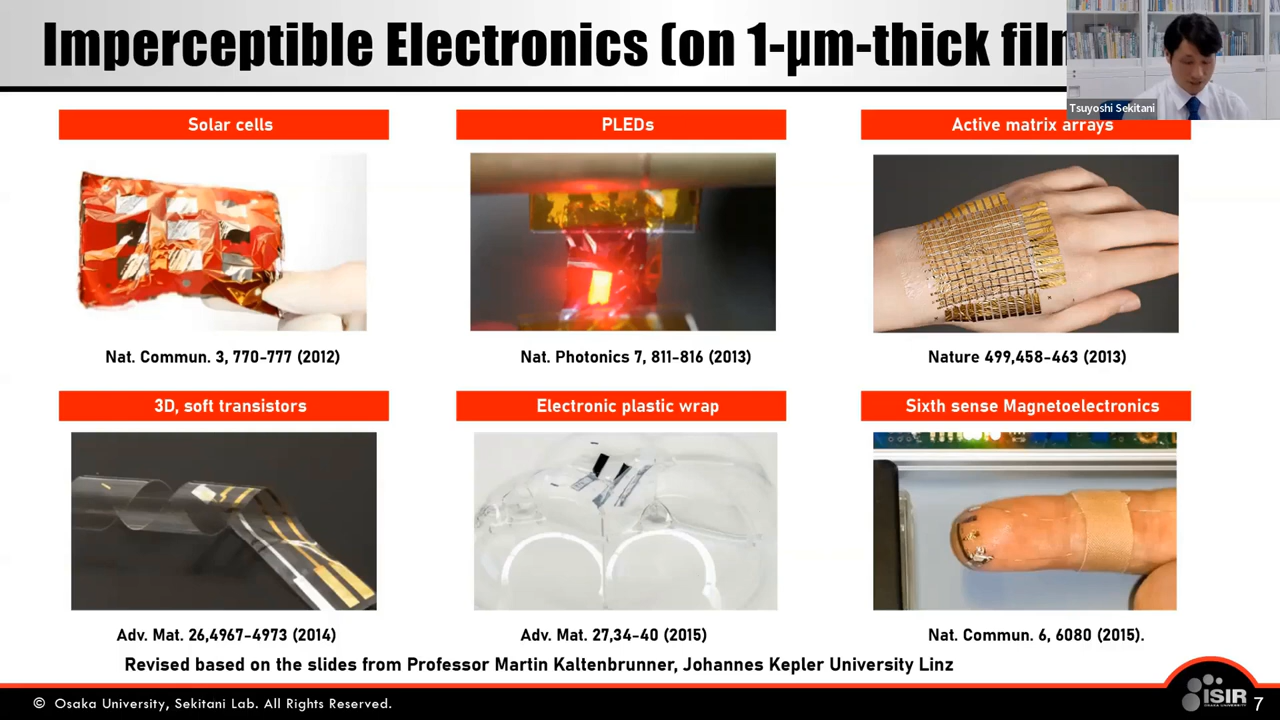 Imperceptible Electronics (on 1-µm-thick film
Tsuyoshi Sekitani
Solar cells
PLEDs
Active matrix arrays
Nat. Commun. 3, 770-777 (2012)
Nat. Photonics 7, 811-816 (2013)
Nature 499,458-463 (2013)
3D, soft transistors
Electronic plastic wrap
Sixth sense Magnetoelectronics
Adv. Mat. 26,4967-4973 (2014)
Adv. Mat. 27,34-40 (2015)
Nat. Commun. 6, 6080 (2015).
Revised based on the slides from Professor Martin Kaltenbrunner, Johannes Kepler University Linz
© Osaka University, Sekitani Lab. All Rights Reserved.
ISIR
OSAKA UNIVERSITY
7